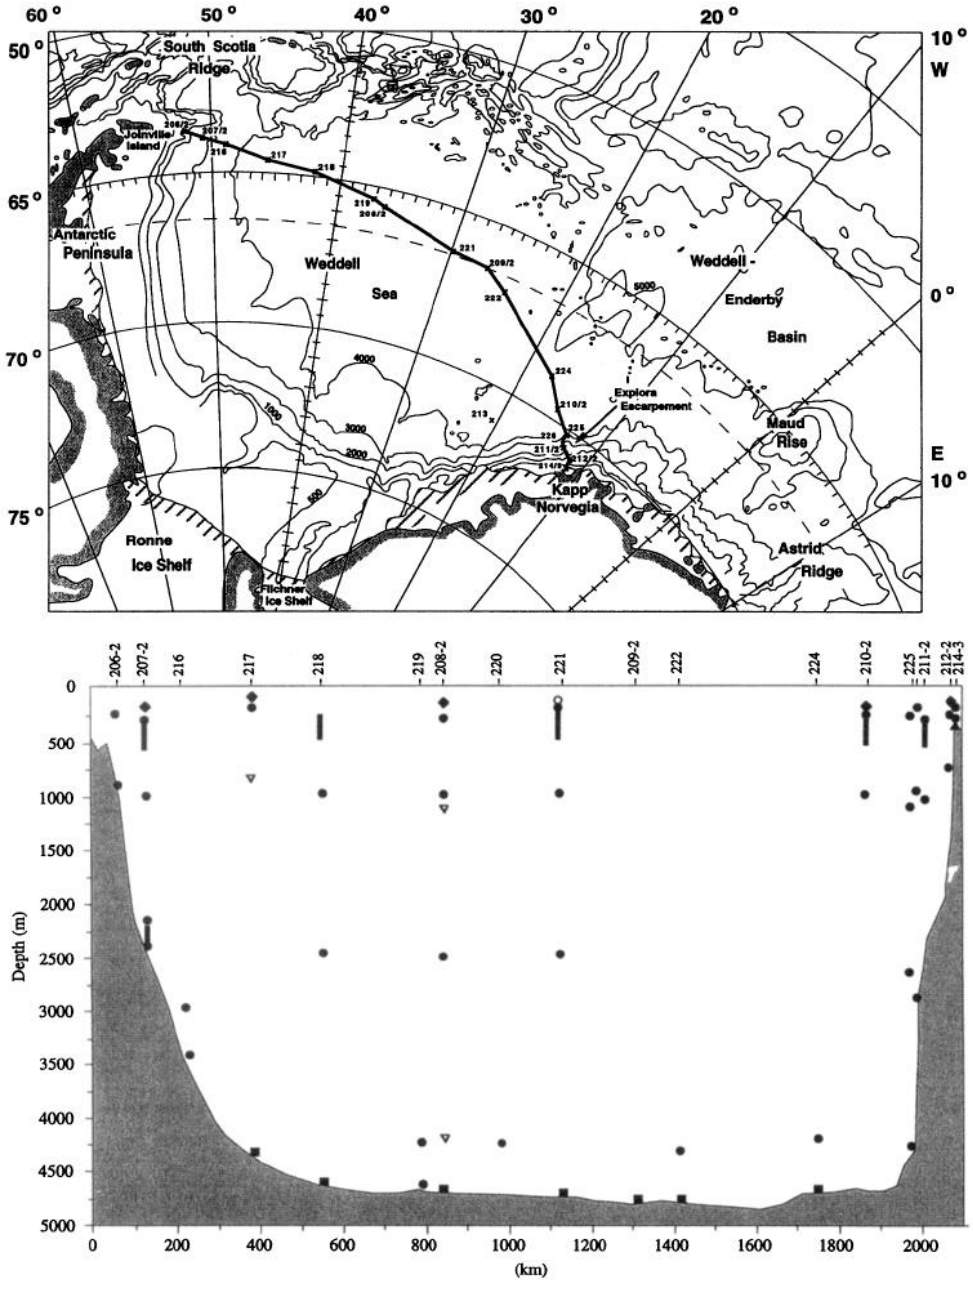 60° 50° 40° 30° 20° 10°
W
50°
South Scotia
Ridge
206/2
207/2
Joinville
Island
216
217
218
219
208/2
65°
221
209/2
222
Antarctic
Peninsula
Weddell
Sea
Weddell -
Enderby
Basin
5000
0°
70°
4000
224
210/2
213 x
Explora
Escarpement
225
226
211/2
212/2
214/2
1000
3000
2000
500
Maud
Rise
E
10°
Kapp
Norvegia
75°
Ronne
Ice Shelf
Filchner
Ice Shelf
Astrid
Ridge
206-2 207-2 216 217 218 219 208-2 220 221 209-2 222 224 210-2 225 211-2 212-2 214-3
0
500
1000
1500
2000
2500
3000
3500
4000
4500
5000
Depth (m)
0 200 400 600 800 1000 1200 1400 1600 1800 2000
(km)